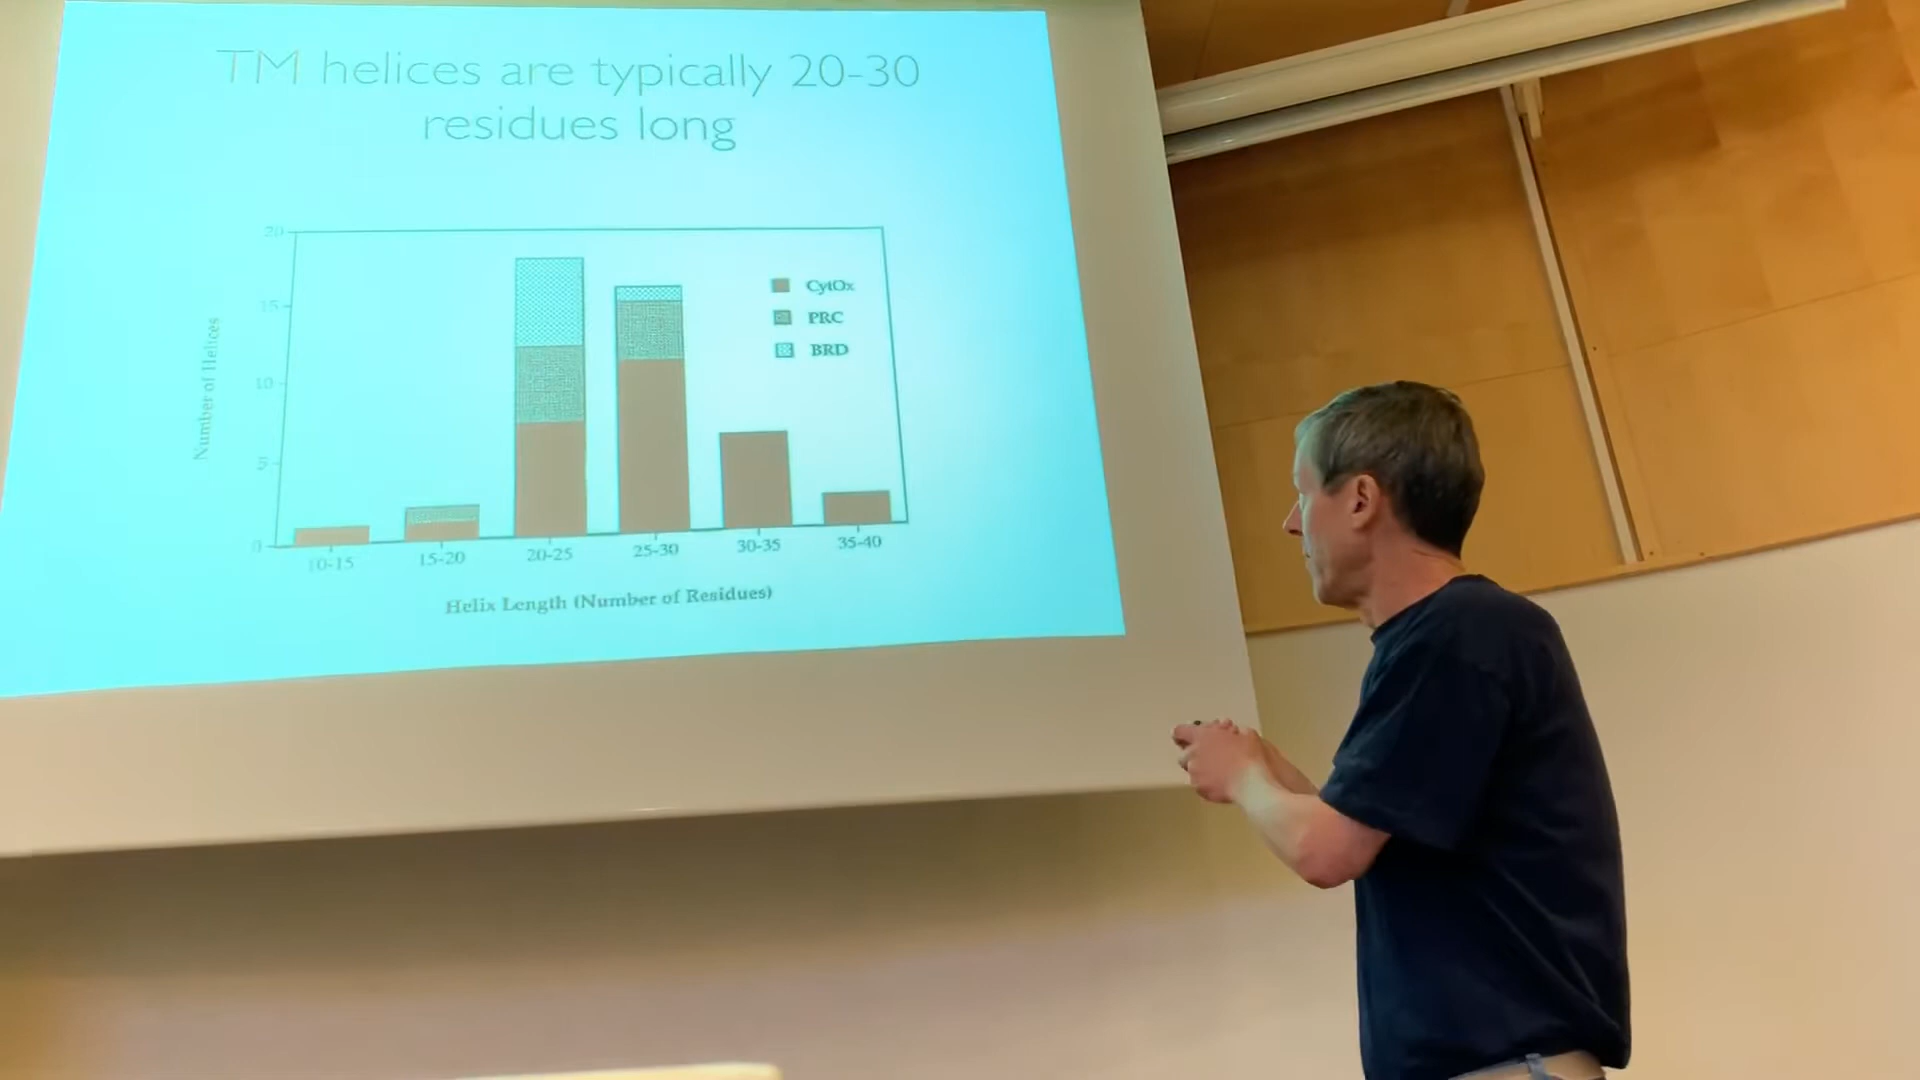 TM helices are typically 20-30
residues long
20
15
10
5
0
Number of Helices
CytOx
PRC
BRD
10-15 15-20 20-25 25-30 30-35 35-40
Helix Length (Number of Residues)